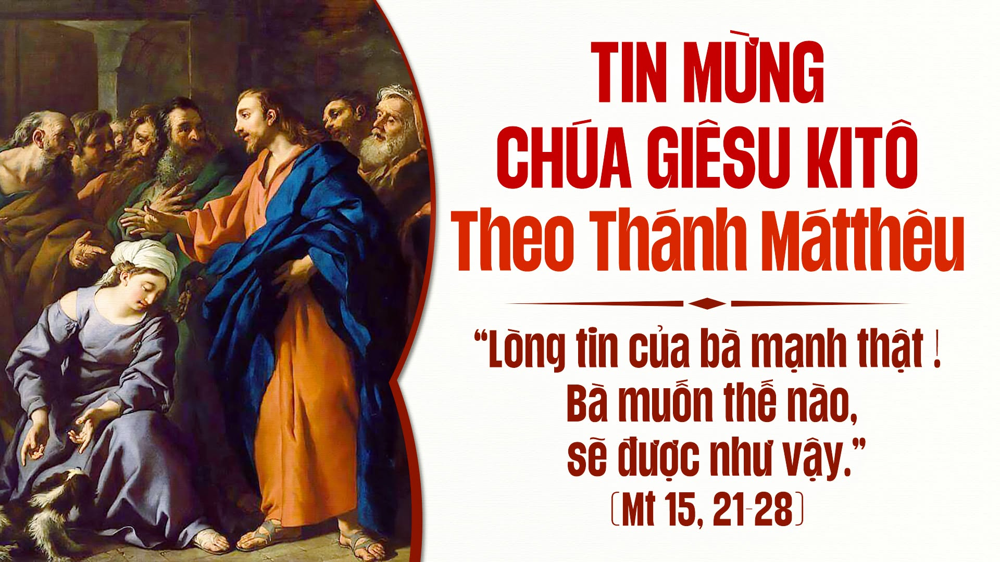 TIN MỪNG
CHÚA GIÊSU KITÔ
Theo Thánh Mátthêu
“Lòng tin của bà mạnh thật !
Bà muốn thế nào,
sẽ được như vậy.”
(Mt 15, 21-28)